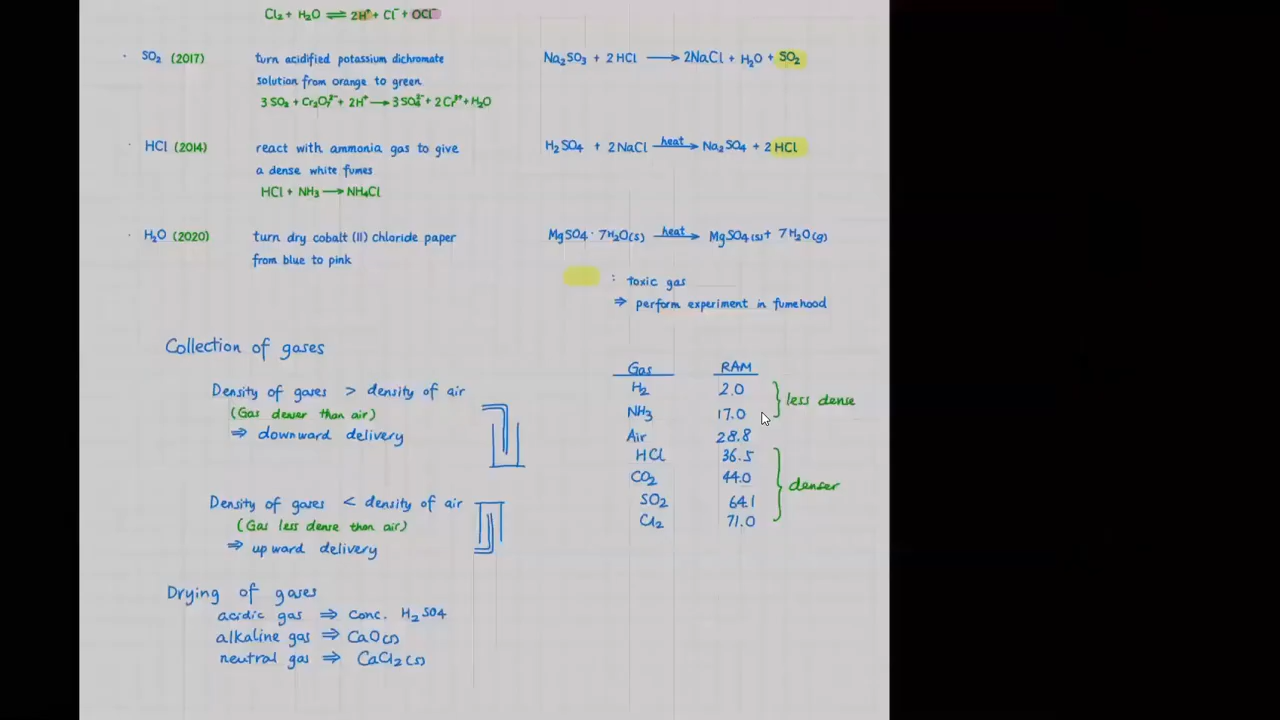 Cl₂ + H₂O ⇌ 2H⁺ + Cl⁻ + OCl⁻
· SO₂ (2017) turn acidified potassium dichromate Na₂SO₃ + 2HCl ⟶ 2NaCl + H₂O + SO₂
solution from orange to green
3SO₂ + Cr₂O₇²⁻ + 2H⁺ ⟶ 3SO₄²⁻ + 2Cr³⁺ + H₂O
· HCl (2014) react with ammonia gas to give H₂SO₄ + 2NaCl heat⟶ Na₂SO₄ + 2HCl
a dense white fumes
HCl + NH₃ ⟶ NH₄Cl
· H₂O (2020) turn dry cobalt (II) chloride paper MgSO₄·7H₂O(s) heat⟶ MgSO₄(s) + 7H₂O(g)
from blue to pink
: toxic gas
⇒ perform experiment in fumehood
Collection of gases
Density of gases > density of air
(Gas denser than air)
⇒ downward delivery
Density of gases < density of air
(Gas less dense than air)
⇒ upward delivery
Gas RAM
H₂ 2.0
NH₃ 17.0
less dense
Air 28.8
HCl 36.5
CO₂ 44.0
SO₂ 64.1
Cl₂ 71.0
denser
Drying of gases
acidic gas ⇒ conc. H₂SO₄
alkaline gas ⇒ CaO(s)
neutral gas ⇒ CaCl₂(s)